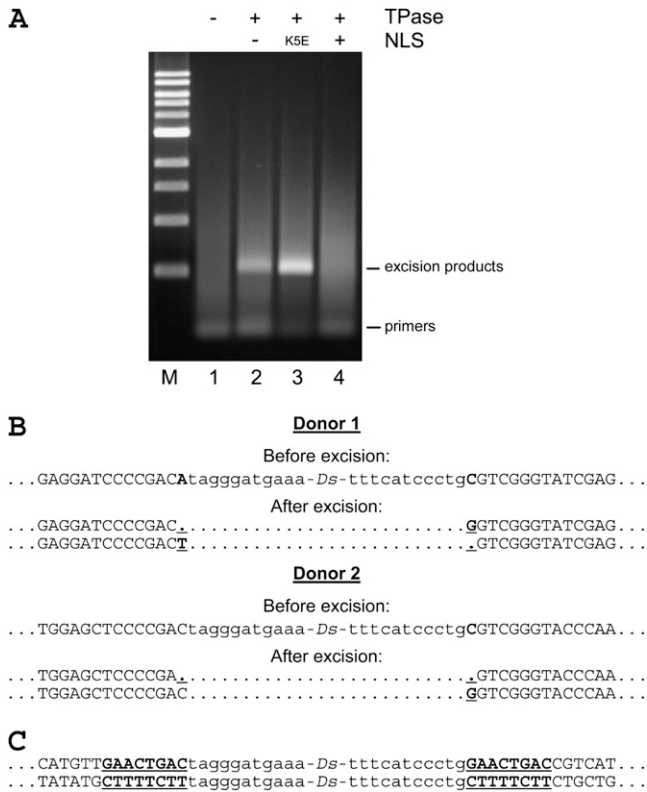 A
- + + + TPase
- K5E + NLS
excision products
primers
M 1 2 3 4
B
Donor 1
Before excision:
...GAGGATCCCCGACAtagggatgaaa-Ds-tttcatccctgCGTCGGGTATCGAG...
After excision:
...GAGGATCCCCGAC.............................GGTCGGGTATCGAG...
...GAGGATCCCCGACT.............................GTCGGGTATCGAG...
Donor 2
Before excision:
...TGGAGCTCCCCGACtagggatgaaa-Ds-tttcatccctgCGTCGGGTACCCAA...
After excision:
...TGGAGCTCCCCGA..............................GTCGGGTACCCAA...
...TGGAGCTCCCCGAC............................GGTCGGGTACCCAA...
C
...CATGTTGAACTGACtagggatgaaa-Ds-tttcatccctgGAACTGACCCGTCAT...
...TATATGCTTTTCTTtagggatgaaa-Ds-tttcatccctgCTTTTCTTCTGCTG...